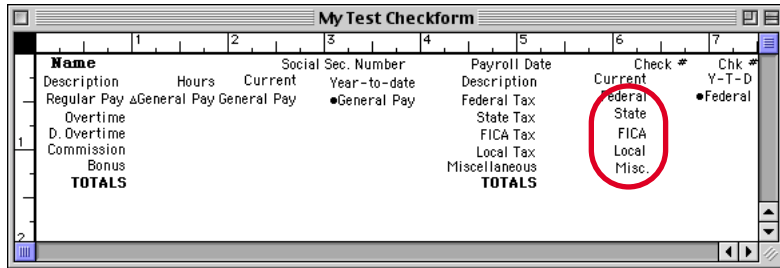 My Test Checkform
1 2 3 4 5 6 7
Name Social Sec. Number Payroll Date Check # Chk #
Description Hours Current Year-to-date Description Current Y-T-D
Regular Pay ▵General Pay General Pay ●General Pay Federal Tax Federal ●Federal
Overtime State Tax State
D. Overtime FICA Tax FICA
1
Commission Local Tax Local
Bonus Miscellaneous Misc.
TOTALS TOTALS
2